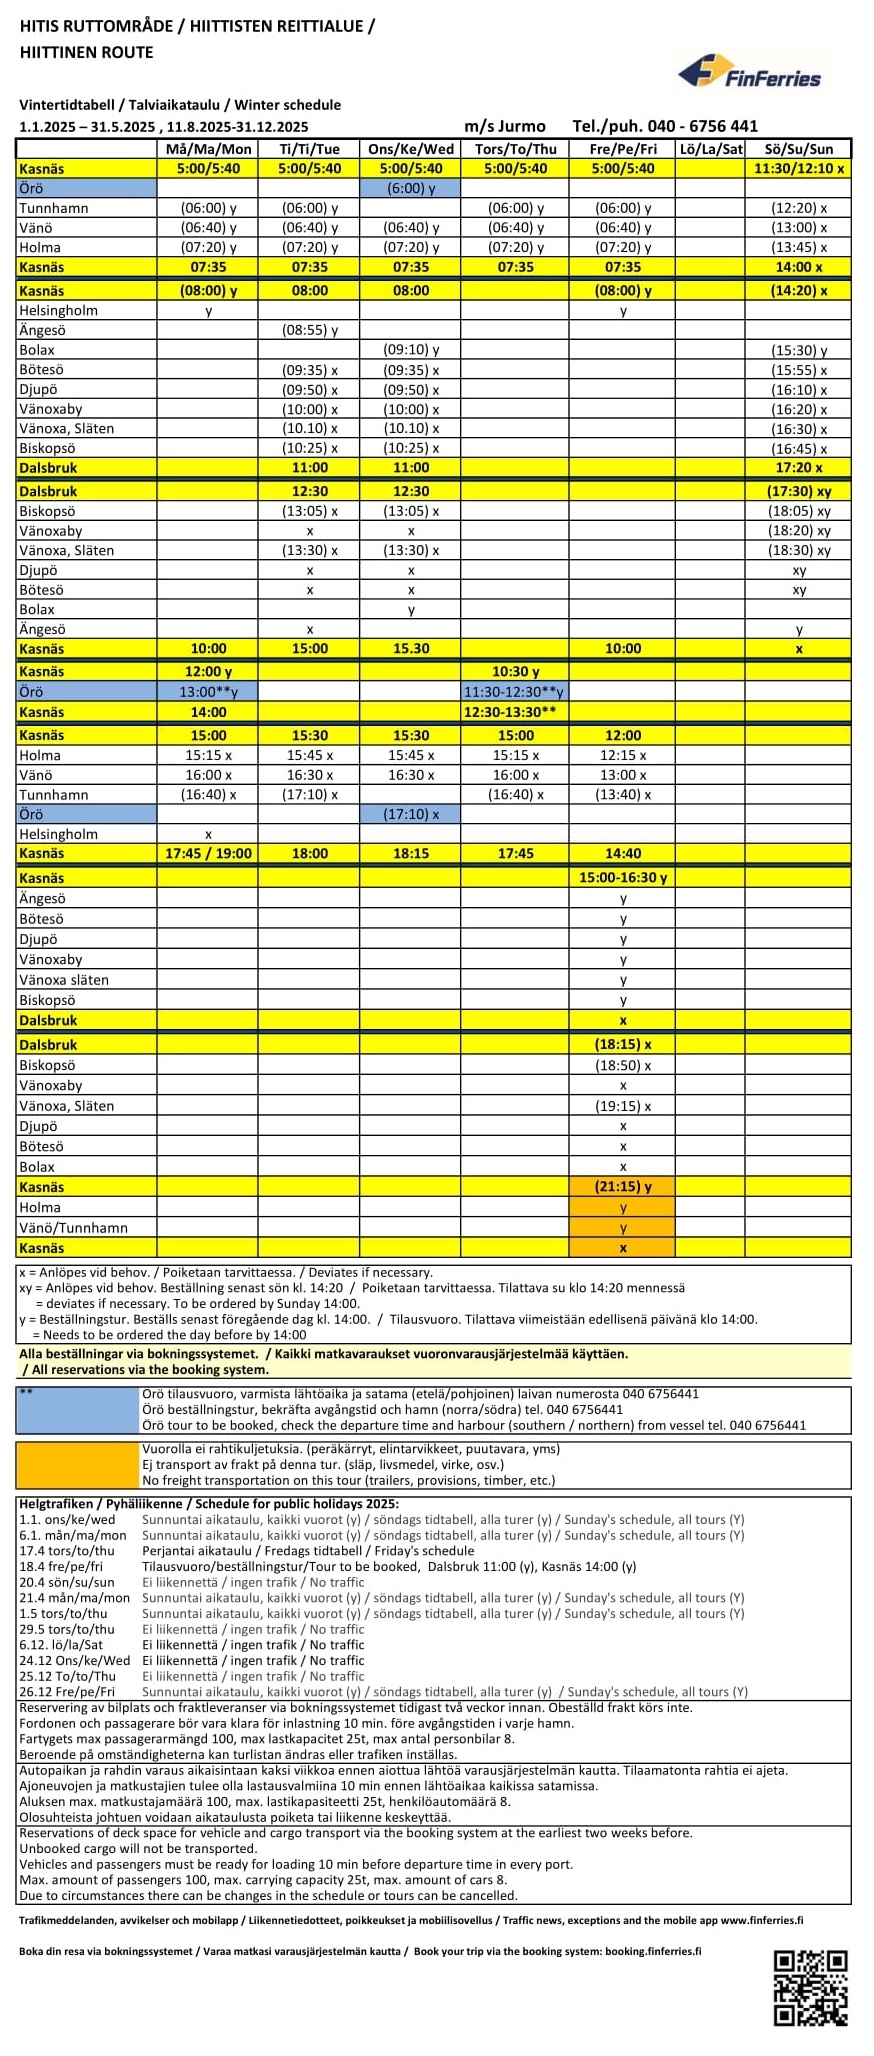 HITIS RUTTOMRÅDE / HIITTISTEN REITTIALUE /
HIITTINEN ROUTE
FinFerries
Vintertidtabell / Talviaikataulu / Winter schedule
1.1.2025 – 31.5.2025 , 11.8.2025-31.12.2025 m/s Jurmo Tel./puh. 040 - 6756 441
Må/Ma/Mon Ti/Ti/Tue Ons/Ke/Wed Tors/To/Thu Fre/Pe/Fri Lö/La/Sat Sö/Su/Sun
Kasnäs 5:00/5:40 5:00/5:40 5:00/5:40 5:00/5:40 5:00/5:40 11:30/12:10 x
Örö (6:00) y
Tunnhamn (06:00) y (06:00) y (06:00) y (06:00) y (12:20) x
Vänö (06:40) y (06:40) y (06:40) y (06:40) y (06:40) y (13:00) x
Holma (07:20) y (07:20) y (07:20) y (07:20) y (07:20) y (13:45) x
Kasnäs 07:35 07:35 07:35 07:35 07:35 14:00 x
Kasnäs (08:00) y 08:00 08:00 (08:00) y (14:20) x
Helsingholm y y
Ängesö (08:55) y
Bolax (09:10) y (15:30) y
Bötesö (09:35) x (09:35) x (15:55) x
Djupö (09:50) x (09:50) x (16:10) x
Vänoxaby (10:00) x (10:00) x (16:20) x
Vänoxa, Släten (10.10) x (10.10) x (16:30) x
Biskopsö (10:25) x (10:25) x (16:45) x
Dalsbruk 11:00 11:00 17:20 x
Dalsbruk 12:30 12:30 (17:30) xy
Biskopsö (13:05) x (13:05) x (18:05) xy
Vänoxaby x x (18:20) xy
Vänoxa, Släten (13:30) x (13:30) x (18:30) xy
Djupö x x xy
Bötesö x x xy
Bolax y
Ängesö x y
Kasnäs 10:00 15:00 15.30 10:00 x
Kasnäs 12:00 y 10:30 y
Örö 13:00**y 11:30-12:30**y
Kasnäs 14:00 12:30-13:30**
Kasnäs 15:00 15:30 15:30 15:00 12:00
Holma 15:15 x 15:45 x 15:45 x 15:15 x 12:15 x
Vänö 16:00 x 16:30 x 16:30 x 16:00 x 13:00 x
Tunnhamn (16:40) x (17:10) x (16:40) x (13:40) x
Örö (17:10) x
Helsingholm x
Kasnäs 17:45 / 19:00 18:00 18:15 17:45 14:40
Kasnäs 15:00-16:30 y
Ängesö y
Bötesö y
Djupö y
Vänoxaby y
Vänoxa släten y
Biskopsö y
Dalsbruk x
Dalsbruk (18:15) x
Biskopsö (18:50) x
Vänoxaby x
Vänoxa, Släten (19:15) x
Djupö x
Bötesö x
Bolax x
Kasnäs (21:15) y
Holma y
Vänö/Tunnhamn y
Kasnäs x
x = Anlöpes vid behov. / Poiketaan tarvittaessa. / Deviates if necessary.
xy = Anlöpes vid behov. Beställning senast sön kl. 14:20 / Poiketaan tarvittaessa. Tilattava su klo 14:20 mennessä
= deviates if necessary. To be ordered by Sunday 14:00.
y = Beställningstur. Beställs senast föregående dag kl. 14:00. / Tilausvuoro. Tilattava viimeistään edellisenä päivänä klo 14:00.
= Needs to be ordered the day before by 14:00
Alla beställningar via bokningssystemet. / Kaikki matkavaraukset vuoronvarausjärjestelmää käyttäen.
/ All reservations via the booking system.
** Örö tilausvuoro, varmista lähtöaika ja satama (etelä/pohjoinen) laivan numerosta 040 6756441
Örö beställningstur, bekräfta avgångstid och hamn (norra/södra) tel. 040 6756441
Örö tour to be booked, check the departure time and harbour (southern / northern) from vessel tel. 040 6756441
Vuorolla ei rahtikuljetuksia. (peräkärryt, elintarvikkeet, puutavara, yms)
Ej transport av frakt på denna tur. (släp, livsmedel, virke, osv.)
No freight transportation on this tour (trailers, provisions, timber, etc.)
Helgtrafiken / Pyhäliikenne / Schedule for public holidays 2025:
1.1. ons/ke/wed Sunnuntai aikataulu, kaikki vuorot (y) / söndags tidtabell, alla turer (y) / Sunday's schedule, all tours (Y)
6.1. mån/ma/mon Sunnuntai aikataulu, kaikki vuorot (y) / söndags tidtabell, alla turer (y) / Sunday's schedule, all tours (Y)
17.4 tors/to/thu Perjantai aikataulu / Fredags tidtabell / Friday's schedule
18.4 fre/pe/fri Tilausvuoro/beställningstur/Tour to be booked, Dalsbruk 11:00 (y), Kasnäs 14:00 (y)
20.4 sön/su/sun Ei liikennettä / ingen trafik / No traffic
21.4 mån/ma/mon Sunnuntai aikataulu, kaikki vuorot (y) / söndags tidtabell, alla turer (y) / Sunday's schedule, all tours (Y)
1.5 tors/to/thu Sunnuntai aikataulu, kaikki vuorot (y) / söndags tidtabell, alla turer (y) / Sunday's schedule, all tours (Y)
29.5 tors/to/thu Ei liikennettä / ingen trafik / No traffic
6.12. lö/la/Sat Ei liikennettä / ingen trafik / No traffic
24.12 Ons/ke/Wed Ei liikennettä / ingen trafik / No traffic
25.12 To/to/Thu Ei liikennettä / ingen trafik / No traffic
26.12 Fre/pe/Fri Sunnuntai aikataulu, kaikki vuorot (y) / söndags tidtabell, alla turer (y) / Sunday's schedule, all tours (Y)
Reservering av bilplats och fraktleveranser via bokningssystemet tidigast två veckor innan. Obeställd frakt körs inte.
Fordonen och passagerare bör vara klara för inlastning 10 min. före avgångstiden i varje hamn.
Fartygets max passagerarmängd 100, max lastkapacitet 25t, max antal personbilar 8.
Beroende på omständigheterna kan turlistan ändras eller trafiken inställas.
Autopaikan ja rahdin varaus aikaisintaan kaksi viikkoa ennen aiottua lähtöä varausjärjestelmän kautta. Tilaamatonta rahtia ei ajeta.
Ajoneuvojen ja matkustajien tulee olla lastausvalmiina 10 min ennen lähtöaikaa kaikissa satamissa.
Aluksen max. matkustajamäärä 100, max. lastikapasiteetti 25t, henkilöautomäärä 8.
Olosuhteista johtuen voidaan aikataulusta poiketa tai liikenne keskeyttää.
Reservations of deck space for vehicle and cargo transport via the booking system at the earliest two weeks before.
Unbooked cargo will not be transported.
Vehicles and passengers must be ready for loading 10 min before departure time in every port.
Max. amount of passengers 100, max. carrying capacity 25t, max. amount of cars 8.
Due to circumstances there can be changes in the schedule or tours can be cancelled.
Trafikmeddelanden, avvikelser och mobilapp / Liikennetiedotteet, poikkeukset ja mobiilisovellus / Traffic news, exceptions and the mobile app www.finferries.fi
Boka din resa via bokningssystemet / Varaa matkasi varausjärjestelmän kautta / Book your trip via the booking system: booking.finferries.fi